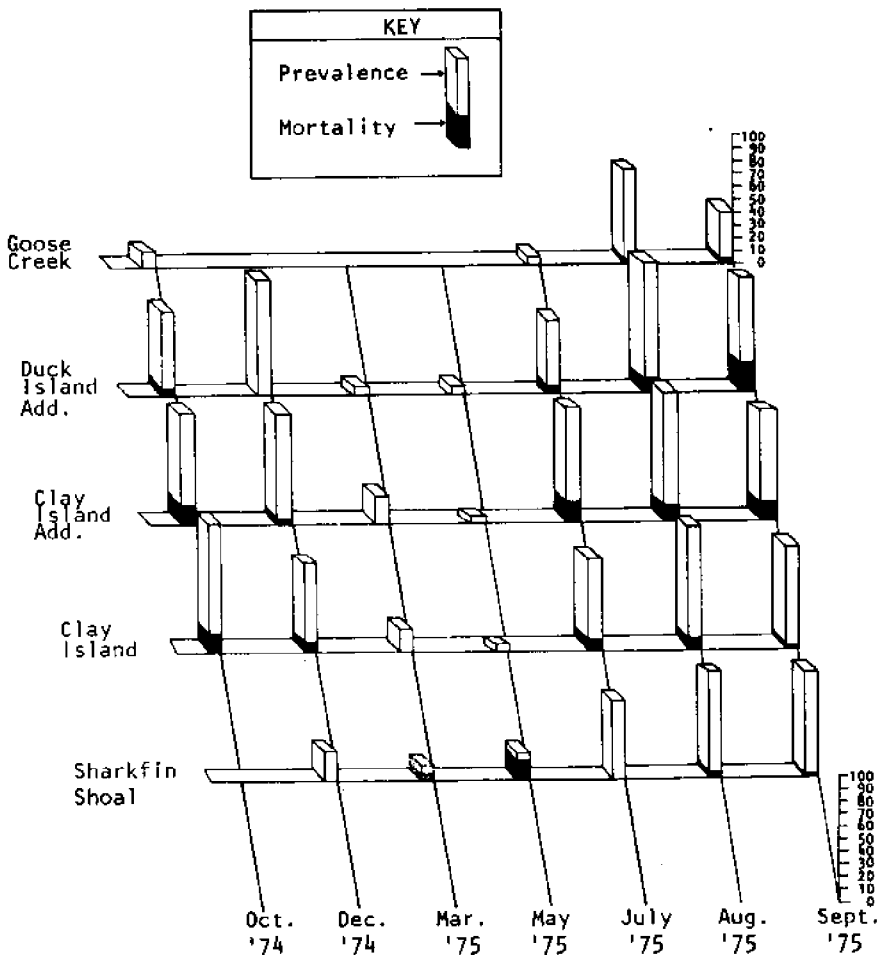 KEY
Prevalence
Mortality
100
90
80
70
60
50
40
30
20
10
0
Goose
Creek
Duck
Island
Add.
Clay
Island
Add.
Clay
Island
Sharkfin
Shoal
100
90
80
70
60
50
40
30
20
10
0
Oct. Dec. Mar. May July Aug. Sept.
'74 '74 '75 '75 '75 '75 '75